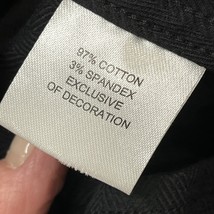 97% COTTON
3% SPANDEX
EXCLUSIVE
OF DECORATION